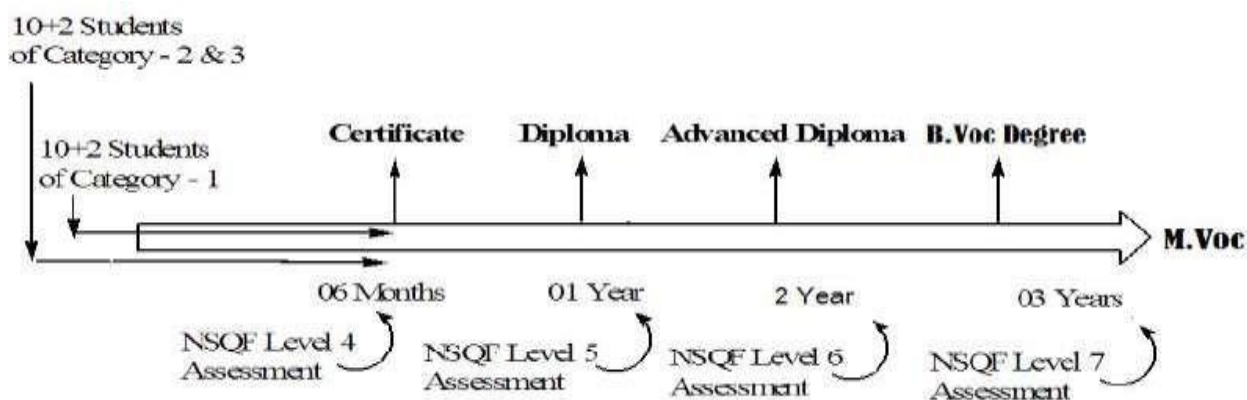 10+2 Students
of Category - 2 & 3
10+2 Students
of Category - 1
Certificate
Diploma
Advanced Diploma
B.Voc Degree
M.Voc
06 Months
01 Year
2 Year
03 Years
NSQF Level 4
Assessment
NSQF Level 5
Assessment
NSQF Level 6
Assessment
NSQF Level 7
Assessment